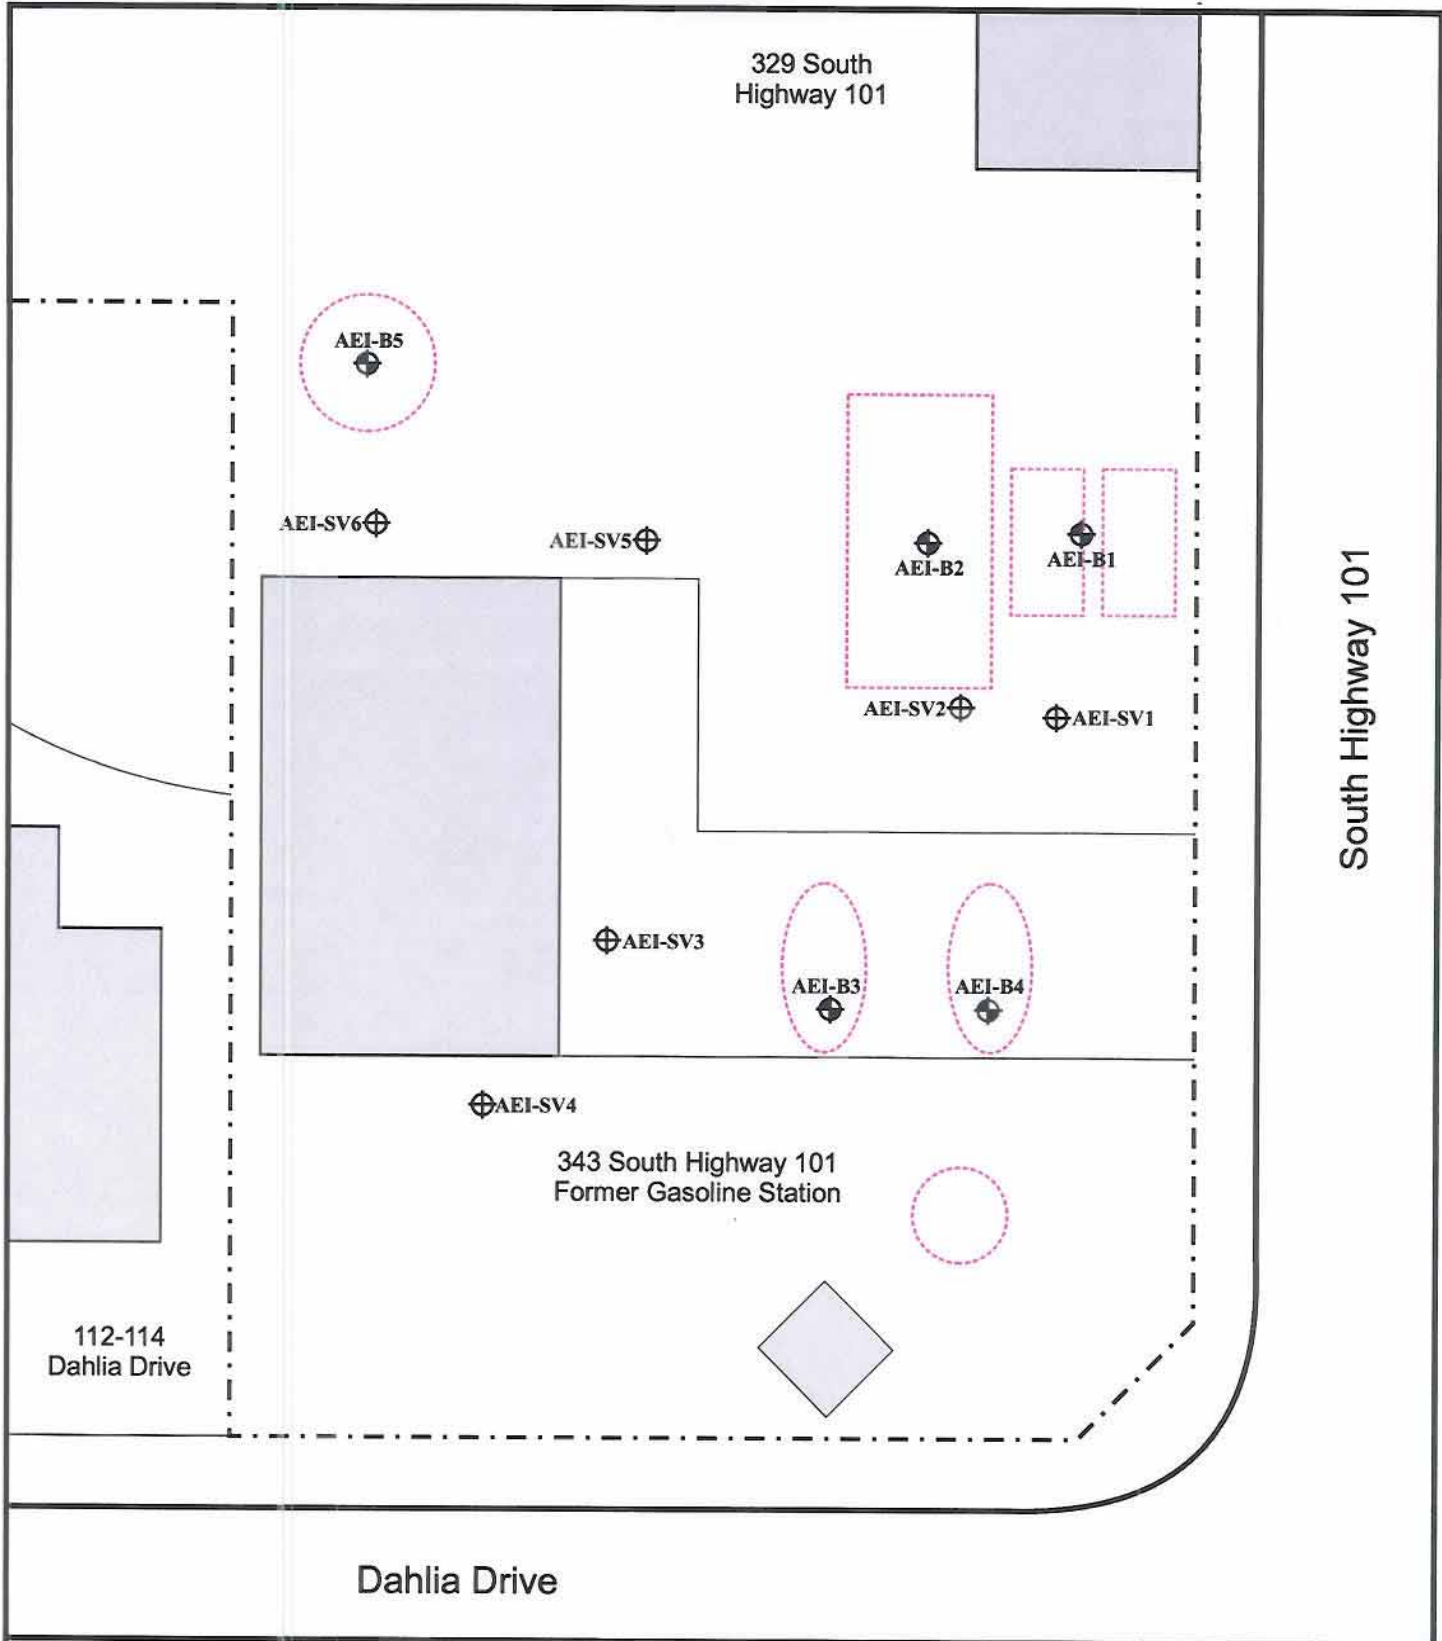 329 South
Highway 101
AEI-B5
AEI-SV6
AEI-SV5
AEI-B2
AEI-B1
AEI-SV2
AEI-SV1
South Highway 101
AEI-SV3
AEI-B3
AEI-B4
AEI-SV4
343 South Highway 101
Former Gasoline Station
112-114
Dahlia Drive
Dahlia Drive